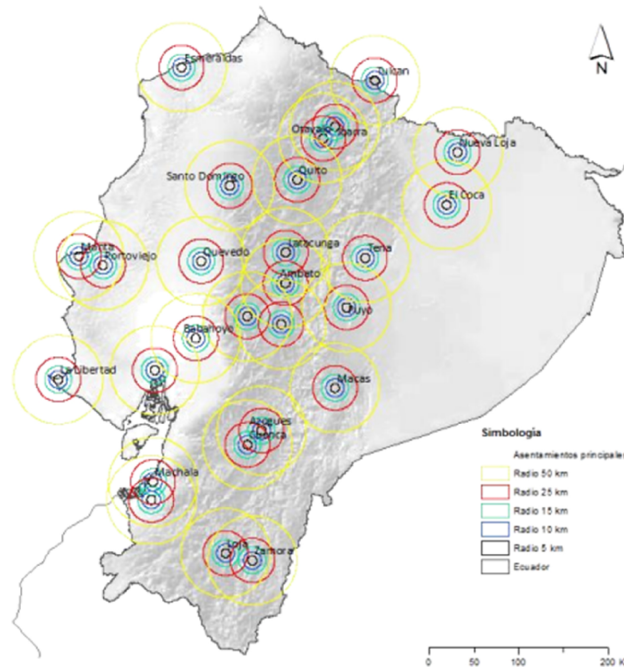 Esmeraldas
Tulcan
N
Otavalo
Ibarra
Nueva Loja
Santo Domingo
Quito
El Coca
Manta
Portoviejo
Quevedo
Latacunga
Tena
Ambato
Puyo
Babahoyo
La Libertad
Macas
Azogues
Cuenca
Machala
Loja
Zamora
Simbología
Asentamientos principales
Radio 50 km
Radio 25 km
Radio 15 km
Radio 10 km
Radio 5 km
Ecuador
0 50 100 200 K